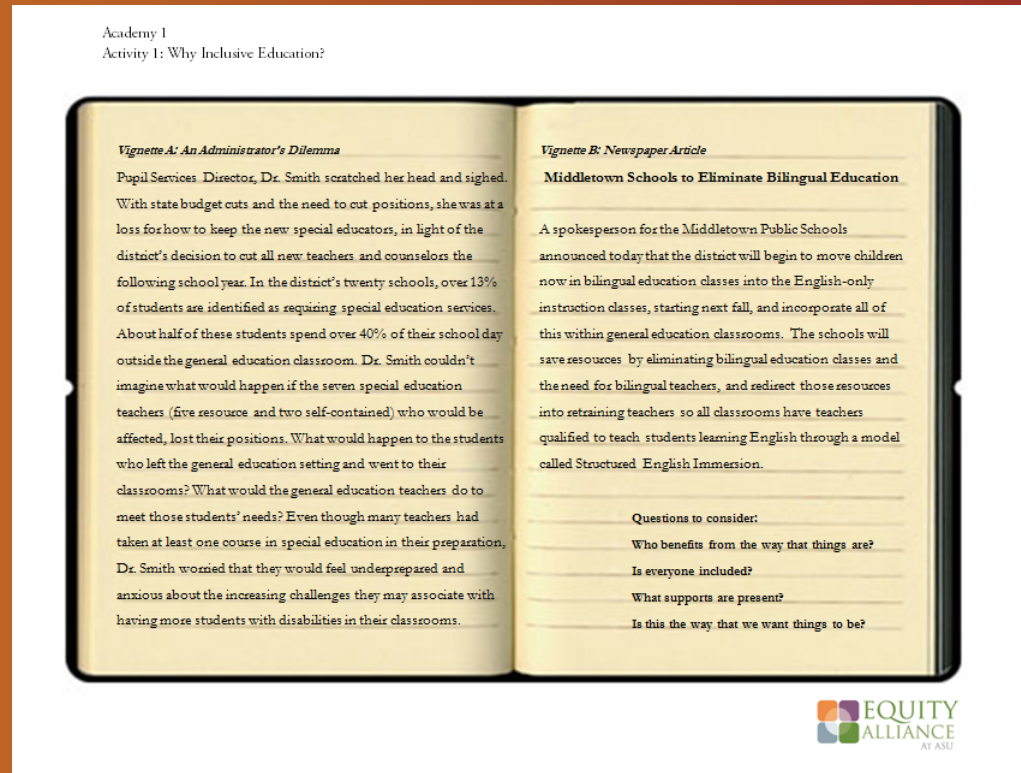 Academy 1
Activity 1: Why Inclusive Education?
Vignette A: An Administrator's Dilemma
Pupil Services Director, Dr. Smith scratched her head and sighed.
With state budget cuts and the need to cut positions, she was at a
loss for how to keep the new special educators, in light of the
district's decision to cut all new teachers and counselors the
following school year. In the district's twenty schools, over 13%
of students are identified as requiring special education services.
About half of these students spend over 40% of their school day
outside the general education classroom. Dr. Smith couldn't
imagine what would happen if the seven special education
teachers (five resource and two self-contained) who would be
affected, lost their positions. What would happen to the students
who left the general education setting and went to their
classrooms? What would the general education teachers do to
meet those students' needs? Even though many teachers had
taken at least one course in special education in their preparation,
Dr. Smith worried that they would feel underprepared and
anxious about the increasing challenges they may associate with
having more students with disabilities in their classrooms.
Vignette B: Newspaper Article
Middletown Schools to Eliminate Bilingual Education
A spokesperson for the Middletown Public Schools
announced today that the district will begin to move children
now in bilingual education classes into the English-only
instruction classes, starting next fall, and incorporate all of
this within general education classrooms. The schools will
save resources by eliminating bilingual education classes and
the need for bilingual teachers, and redirect those resources
into retraining teachers so all classrooms have teachers
qualified to teach students learning English through a model
called Structured English Immersion.
Questions to consider:
Who benefits from the way that things are?
Is everyone included?
What supports are present?
Is this the way that we want things to be?
EQUITY
ALLIANCE
AT ASU